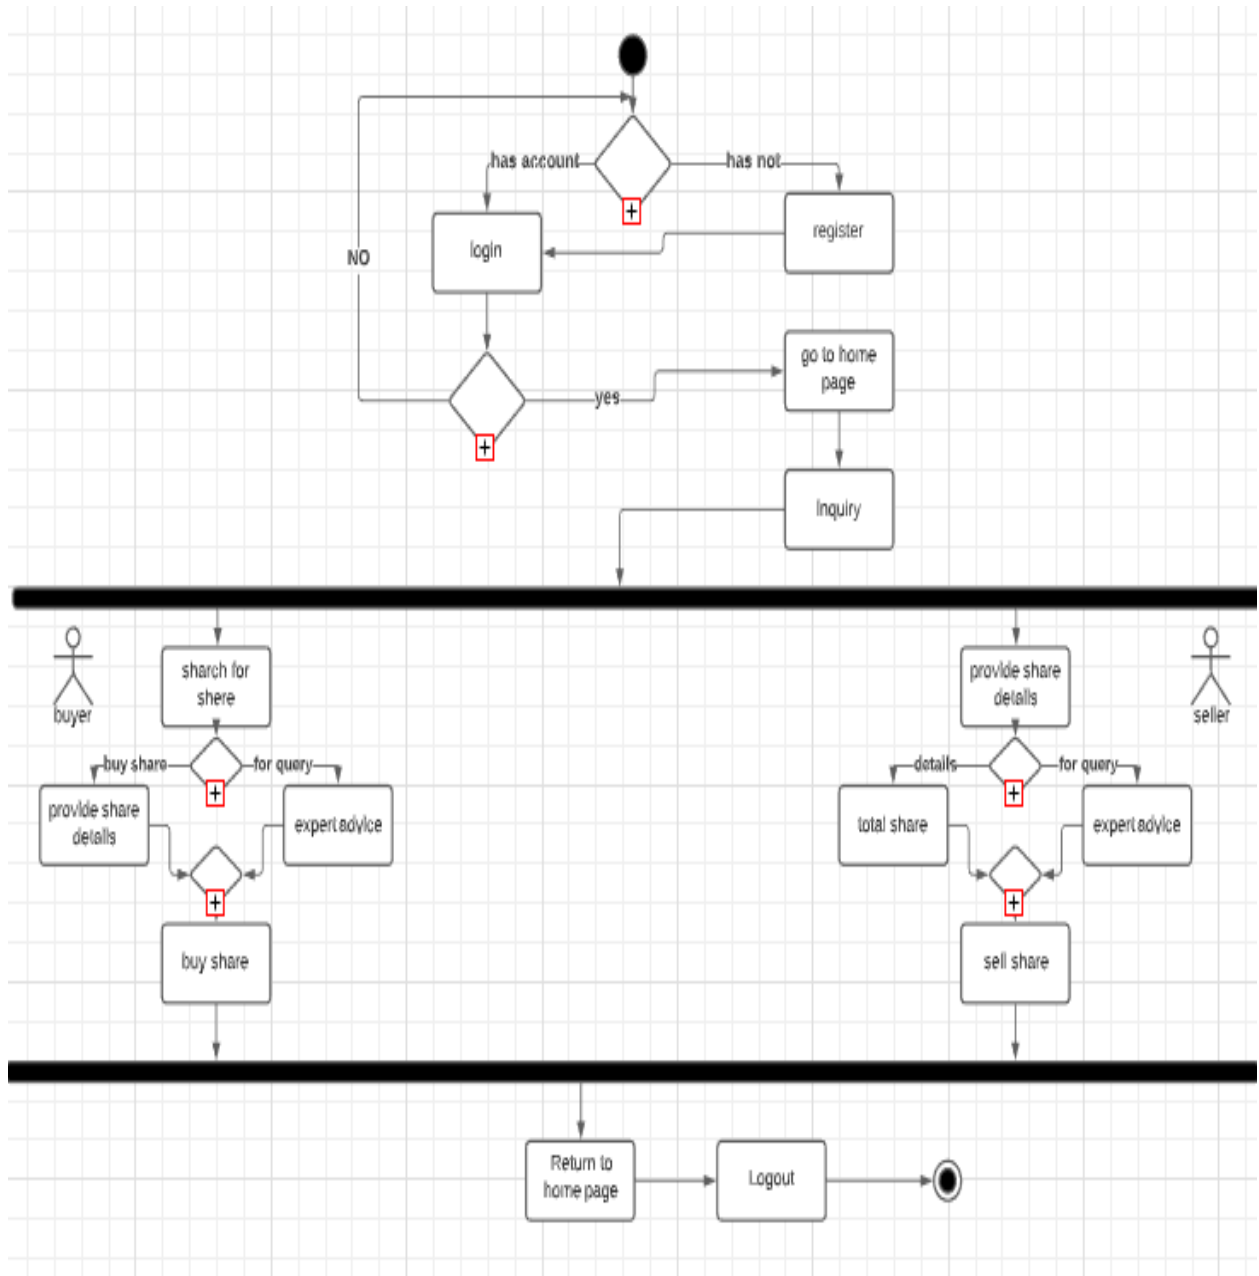 has account
has not
register
login
NO
go to home
page
yes
Inquiry
sharch for
shere
provide share
details
buyer
seller
buy share
for query
details
for query
provide share
details
expert advice
total share
expert advice
buy share
sell share
Return to
home page
Logout